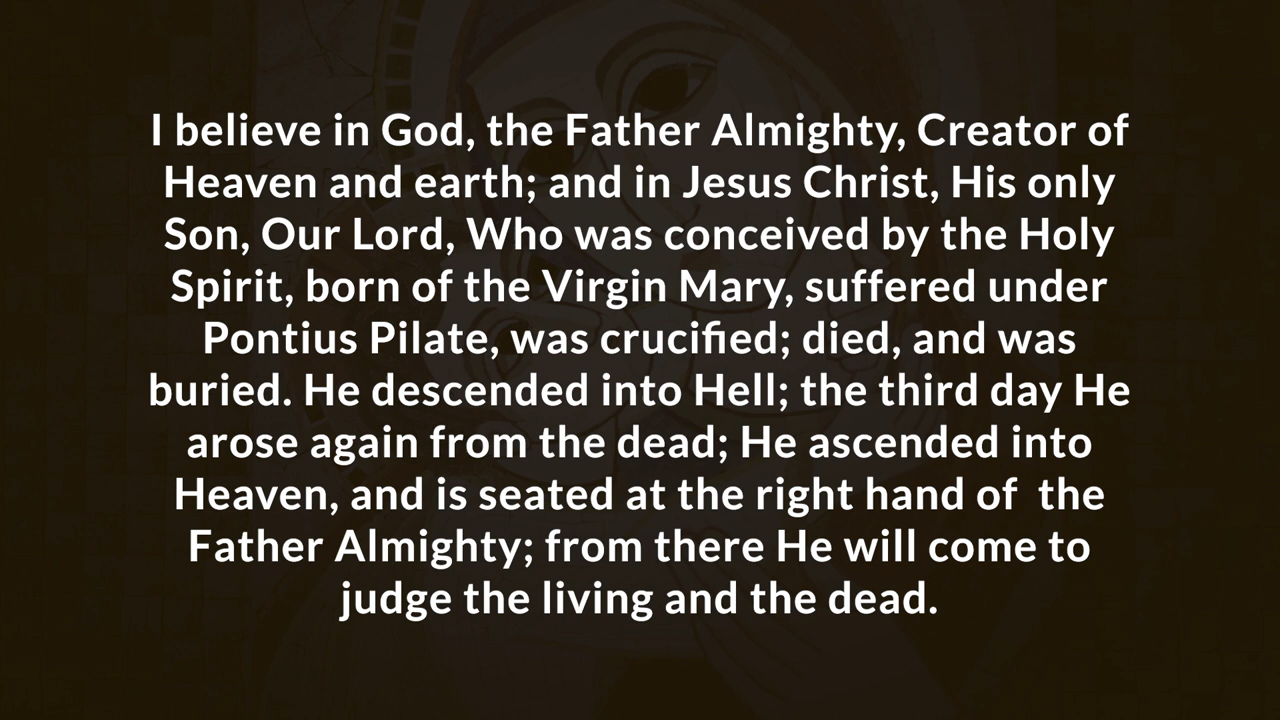 I believe in God, the Father Almighty, Creator of
Heaven and earth; and in Jesus Christ, His only
Son, Our Lord, Who was conceived by the Holy
Spirit, born of the Virgin Mary, suffered under
Pontius Pilate, was crucified; died, and was
buried. He descended into Hell; the third day He
arose again from the dead; He ascended into
Heaven, and is seated at the right hand of  the
Father Almighty; from there He will come to
judge the living and the dead.